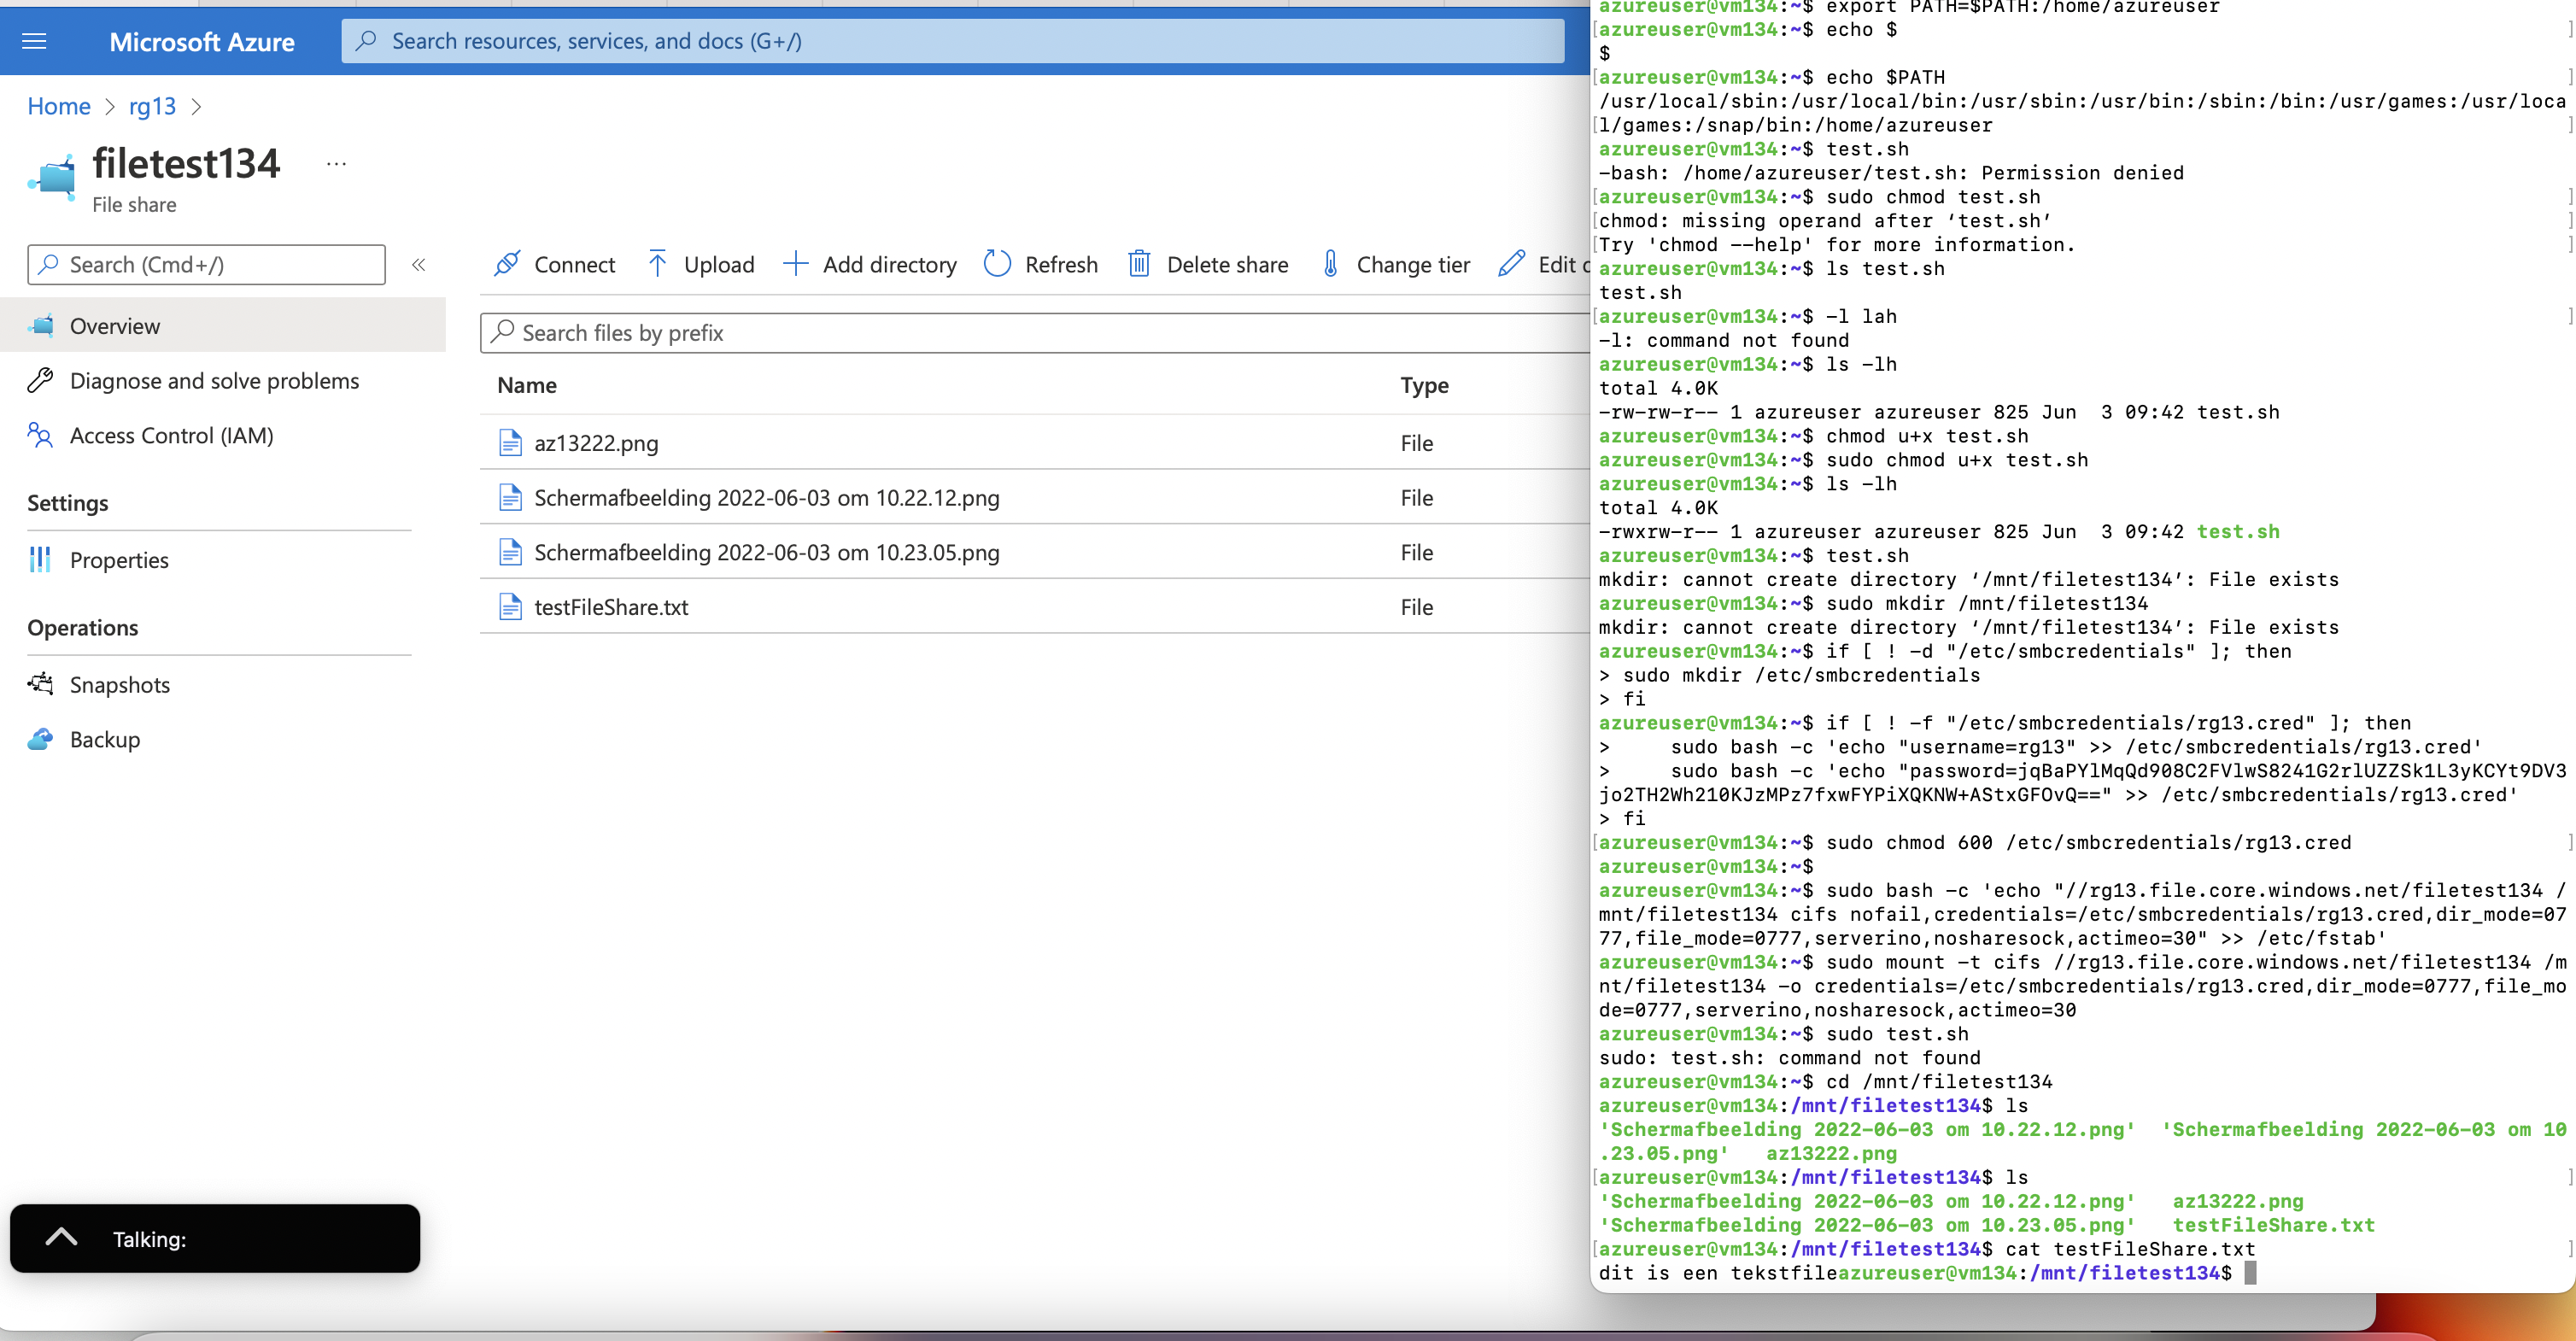 Microsoft Azure
Search resources, services, and docs (G+/)
Home > rg13 >
filetest134 ...
File share
Search (Cmd+/)
«
Connect
Upload
Add directory
Refresh
Delete share
Change tier
Edit
Overview
Diagnose and solve problems
Access Control (IAM)
Settings
Properties
Operations
Snapshots
Backup
Search files by prefix
Name Type
az13222.png File
Schermafbeelding 2022-06-03 om 10.22.12.png File
Schermafbeelding 2022-06-03 om 10.23.05.png File
testFileShare.txt File
Talking:
azureuser@vm134:~$ export PATH=$PATH:/home/azureuser
azureuser@vm134:~$ echo $
$
azureuser@vm134:~$ echo $PATH
/usr/local/sbin:/usr/local/bin:/usr/sbin:/usr/bin:/sbin:/bin:/usr/games:/usr/loca
l/games:/snap/bin:/home/azureuser
azureuser@vm134:~$ test.sh
-bash: /home/azureuser/test.sh: Permission denied
azureuser@vm134:~$ sudo chmod test.sh
chmod: missing operand after ‘test.sh’
Try 'chmod --help' for more information.
azureuser@vm134:~$ ls test.sh
test.sh
azureuser@vm134:~$ -l lah
-l: command not found
azureuser@vm134:~$ ls -lh
total 4.0K
-rw-rw-r-- 1 azureuser azureuser 825 Jun  3 09:42 test.sh
azureuser@vm134:~$ chmod u+x test.sh
azureuser@vm134:~$ sudo chmod u+x test.sh
azureuser@vm134:~$ ls -lh
total 4.0K
-rwxrw-r-- 1 azureuser azureuser 825 Jun  3 09:42 test.sh
azureuser@vm134:~$ test.sh
mkdir: cannot create directory ‘/mnt/filetest134’: File exists
azureuser@vm134:~$ sudo mkdir /mnt/filetest134
mkdir: cannot create directory ‘/mnt/filetest134’: File exists
azureuser@vm134:~$ if [ ! -d "/etc/smbcredentials" ]; then
> sudo mkdir /etc/smbcredentials
> fi
azureuser@vm134:~$ if [ ! -f "/etc/smbcredentials/rg13.cred" ]; then
>     sudo bash -c 'echo "username=rg13" >> /etc/smbcredentials/rg13.cred'
>     sudo bash -c 'echo "password=jqBaPYlMqQd908C2FVlwS8241G2rlUZZSk1L3yKCYt9DV3
jo2TH2Wh210KJzMPz7fxwFYPiXQKNW+AStxGFOvQ==" >> /etc/smbcredentials/rg13.cred'
> fi
azureuser@vm134:~$ sudo chmod 600 /etc/smbcredentials/rg13.cred
azureuser@vm134:~$
azureuser@vm134:~$ sudo bash -c 'echo "//rg13.file.core.windows.net/filetest134 /
mnt/filetest134 cifs nofail,credentials=/etc/smbcredentials/rg13.cred,dir_mode=07
77,file_mode=0777,serverino,nosharesock,actimeo=30" >> /etc/fstab'
azureuser@vm134:~$ sudo mount -t cifs //rg13.file.core.windows.net/filetest134 /m
nt/filetest134 -o credentials=/etc/smbcredentials/rg13.cred,dir_mode=0777,file_mo
de=0777,serverino,nosharesock,actimeo=30
azureuser@vm134:~$ sudo test.sh
sudo: test.sh: command not found
azureuser@vm134:~$ cd /mnt/filetest134
azureuser@vm134:/mnt/filetest134$ ls
'Schermafbeelding 2022-06-03 om 10.22.12.png'  'Schermafbeelding 2022-06-03 om 10
.23.05.png'   az13222.png
azureuser@vm134:/mnt/filetest134$ ls
'Schermafbeelding 2022-06-03 om 10.22.12.png'   az13222.png
'Schermafbeelding 2022-06-03 om 10.23.05.png'   testFileShare.txt
azureuser@vm134:/mnt/filetest134$ cat testFileShare.txt
dit is een tekstfileazureuser@vm134:/mnt/filetest134$